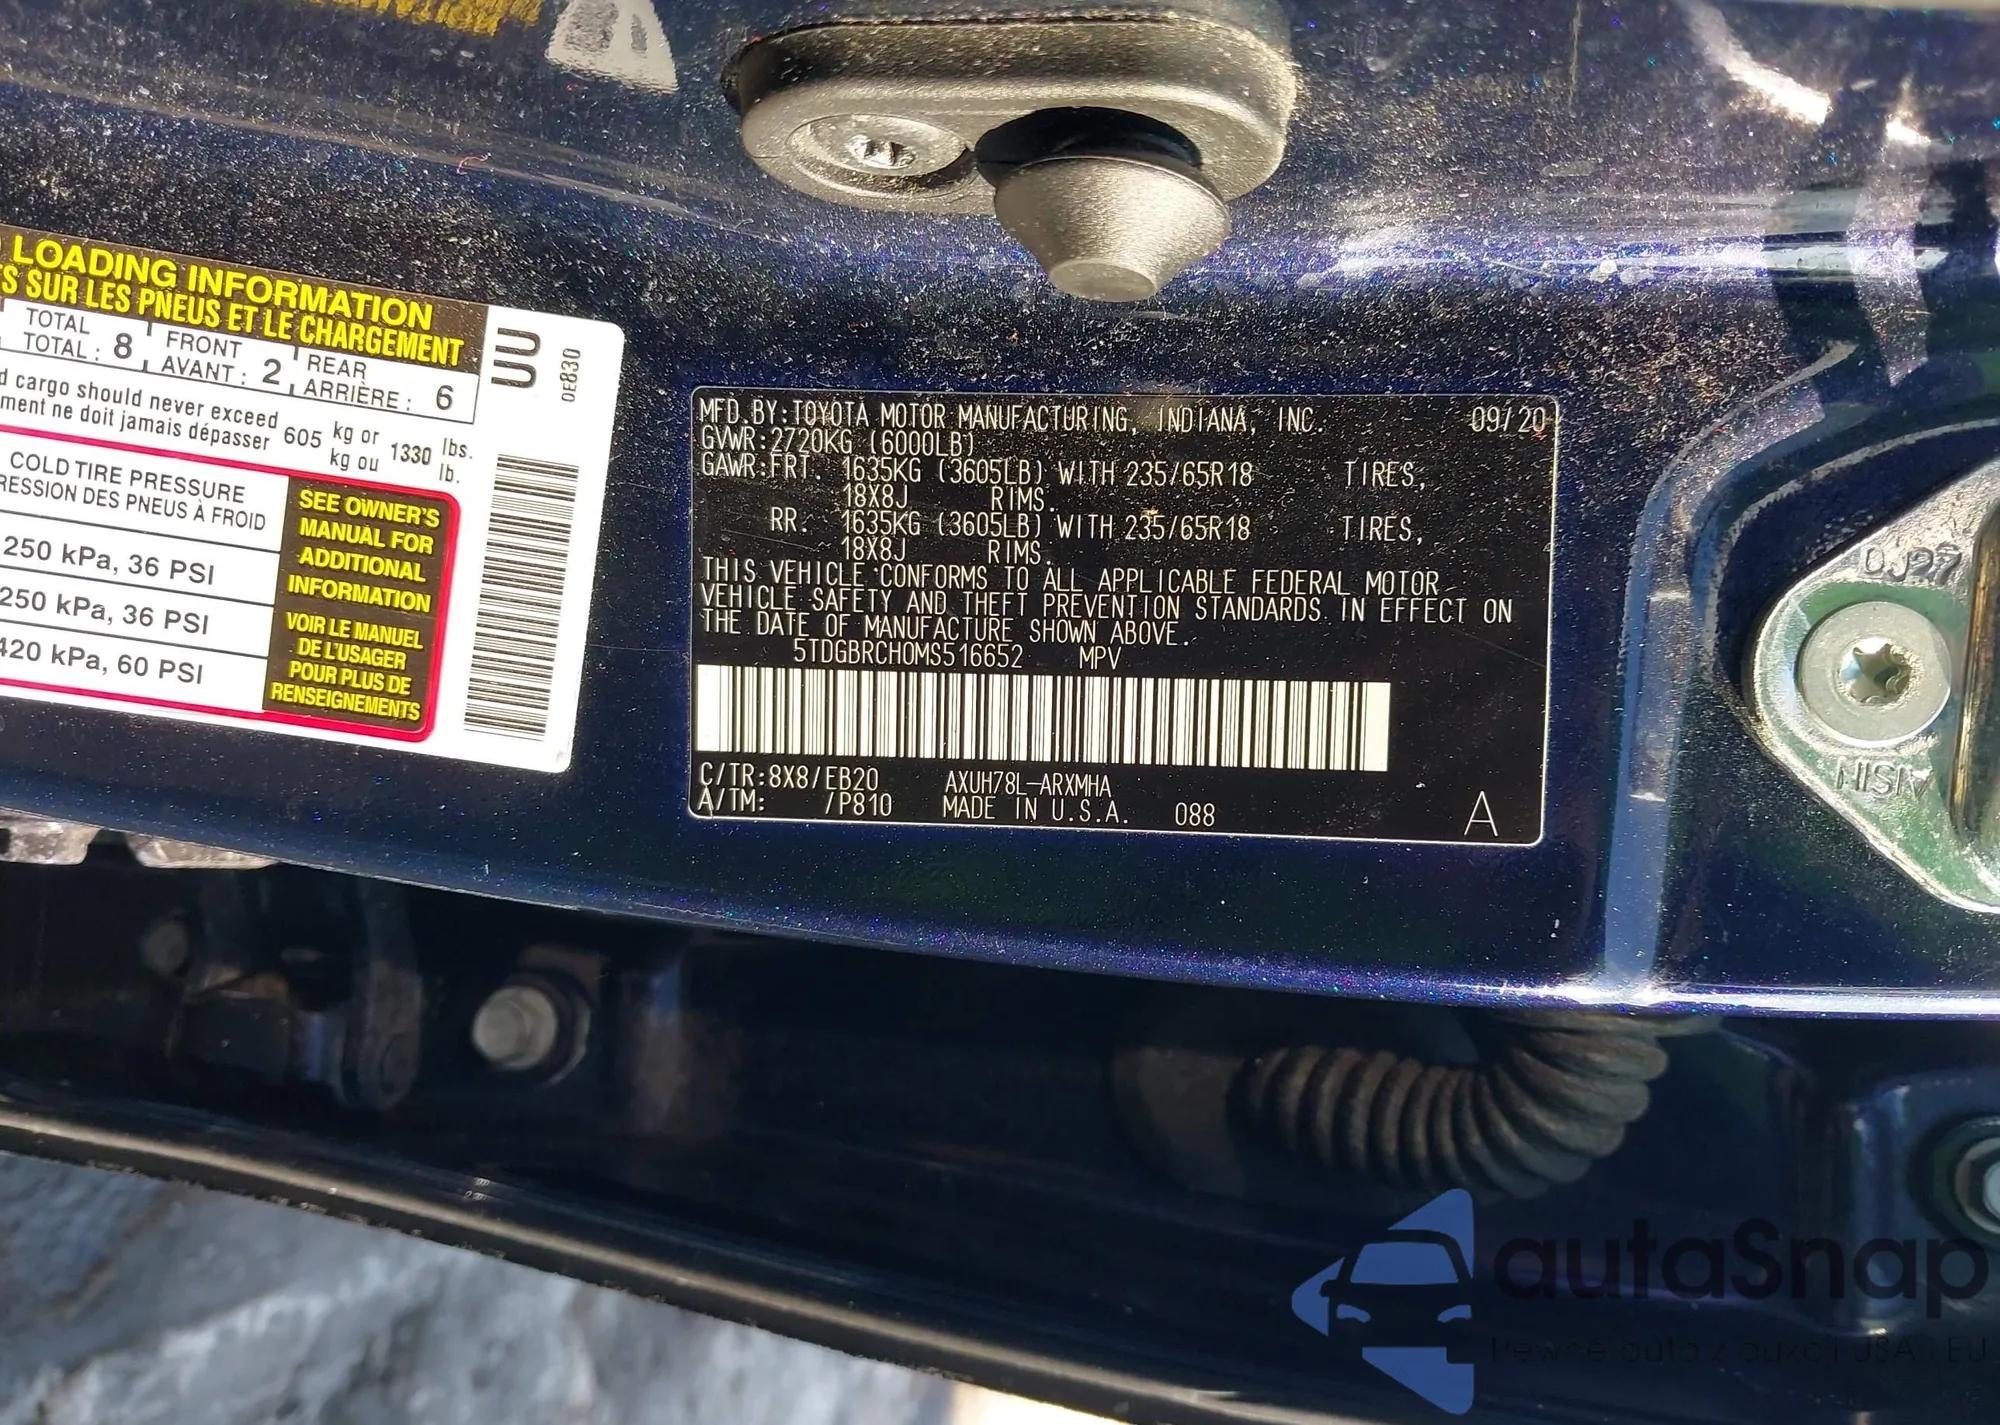 LOADING INFORMATION
SUR LES PNEUS ET LE CHARGEMENT
TOTAL
TOTAL : 8
FRONT
AVANT : 2
REAR
ARRIÈRE : 6
cargo should never exceed
ne doit jamais dépasser
605 kg or 1330 lbs.
kg ou lb.
COLD TIRE PRESSURE
DES PNEUS À FROID
250 kPa, 36 PSI
250 kPa, 36 PSI
420 kPa, 60 PSI
SEE OWNER'S
MANUAL FOR
ADDITIONAL
INFORMATION
VOIR LE MANUEL
DE L'USAGER
POUR PLUS DE
RENSEIGNEMENTS
0E830
MFD. BY: TOYOTA MOTOR MANUFACTURING, INDIANA, INC. 09/20
GVWR: 2720KG (6000LB)
GAWR: FRT. 1635KG (3605LB) WITH 235/65R18 TIRES,
18X8J RIMS.
RR. 1635KG (3605LB) WITH 235/65R18 TIRES,
18X8J RIMS.
THIS VEHICLE CONFORMS TO ALL APPLICABLE FEDERAL MOTOR
VEHICLE SAFETY AND THEFT PREVENTION STANDARDS IN EFFECT ON
THE DATE OF MANUFACTURE SHOWN ABOVE.
5TDGBRCH0MS516652 MPV
C/TR: 8X8/EB20 AXUH78L-ARXMHA
A/TM: /P810 MADE IN U.S.A. 088 A
AISIN
autaSnap
Pewne auta z aukcji USA i EU